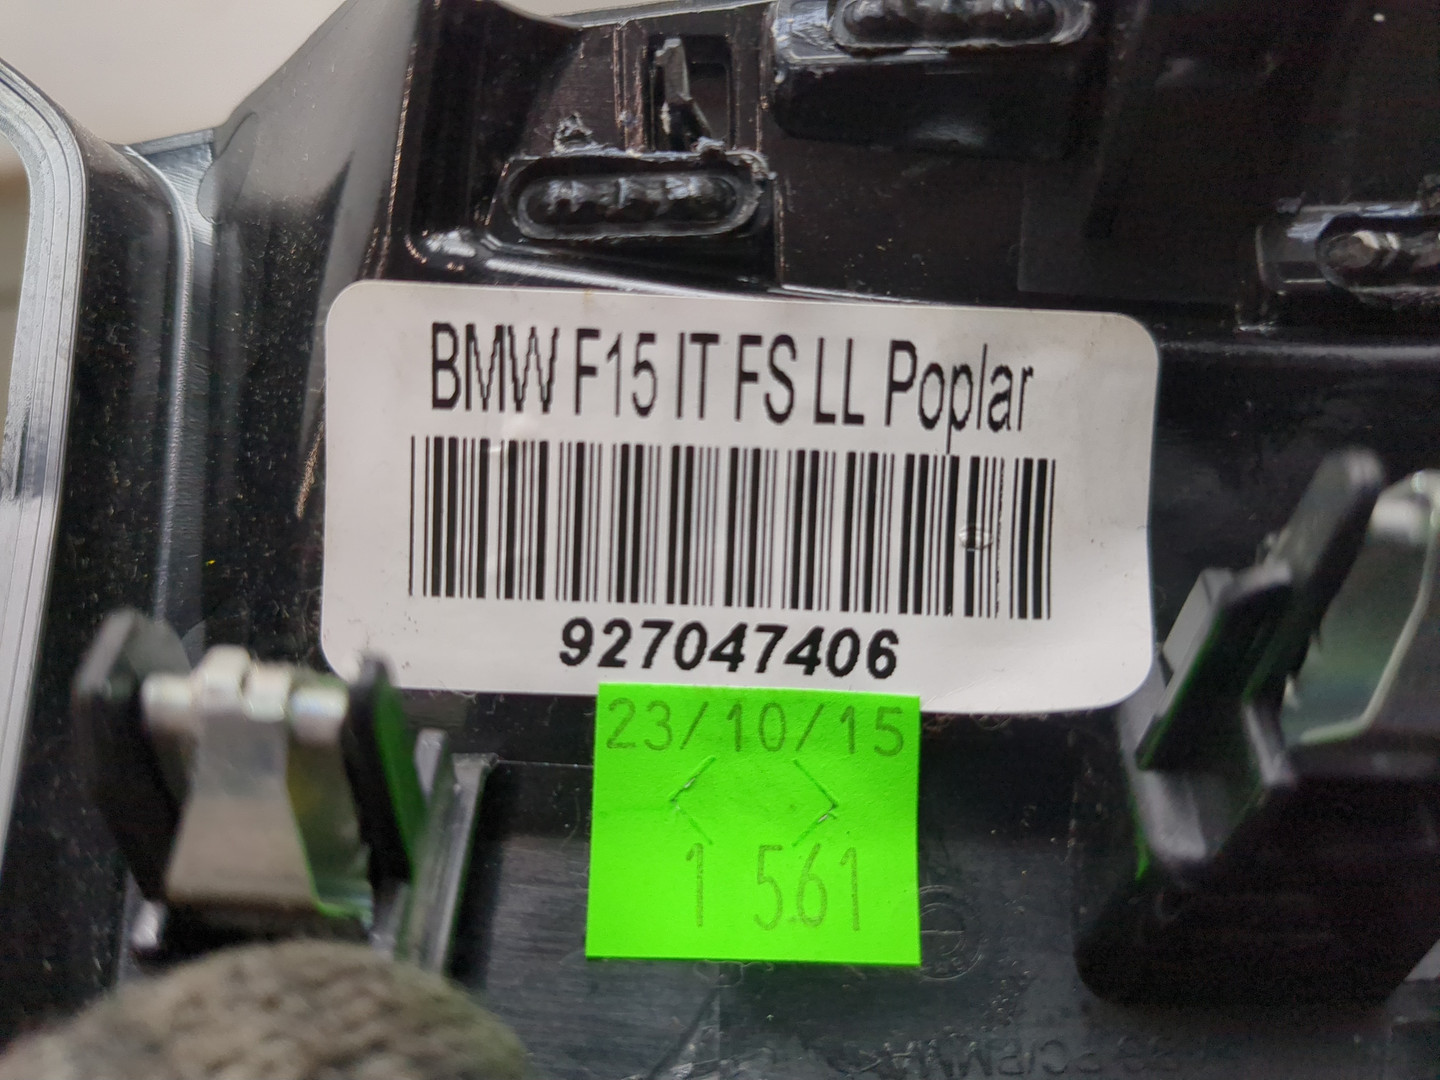 BMW F15 IT FS LL Poplar
927047406
23/10/15
1 561